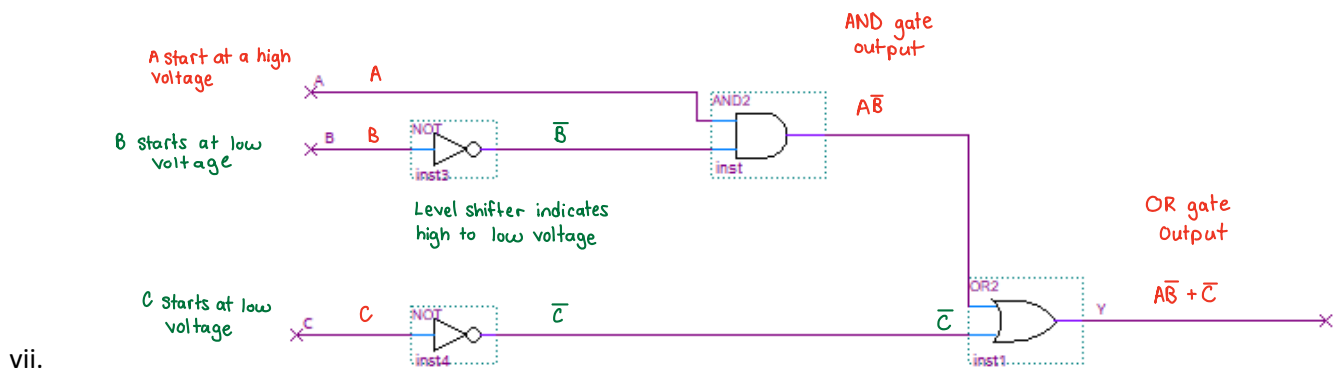 AND gate
output
A start at a high
voltage
A
A
AND2
AB̅
B starts at low
voltage
B
B
NOT
B̅
inst3
inst
Level shifter indicates
high to low voltage
OR gate
Output
C starts at low
voltage
C
C
NOT
C̅
C̅
OR2
Y
AB̅ + C̅
inst4
inst1
vii.